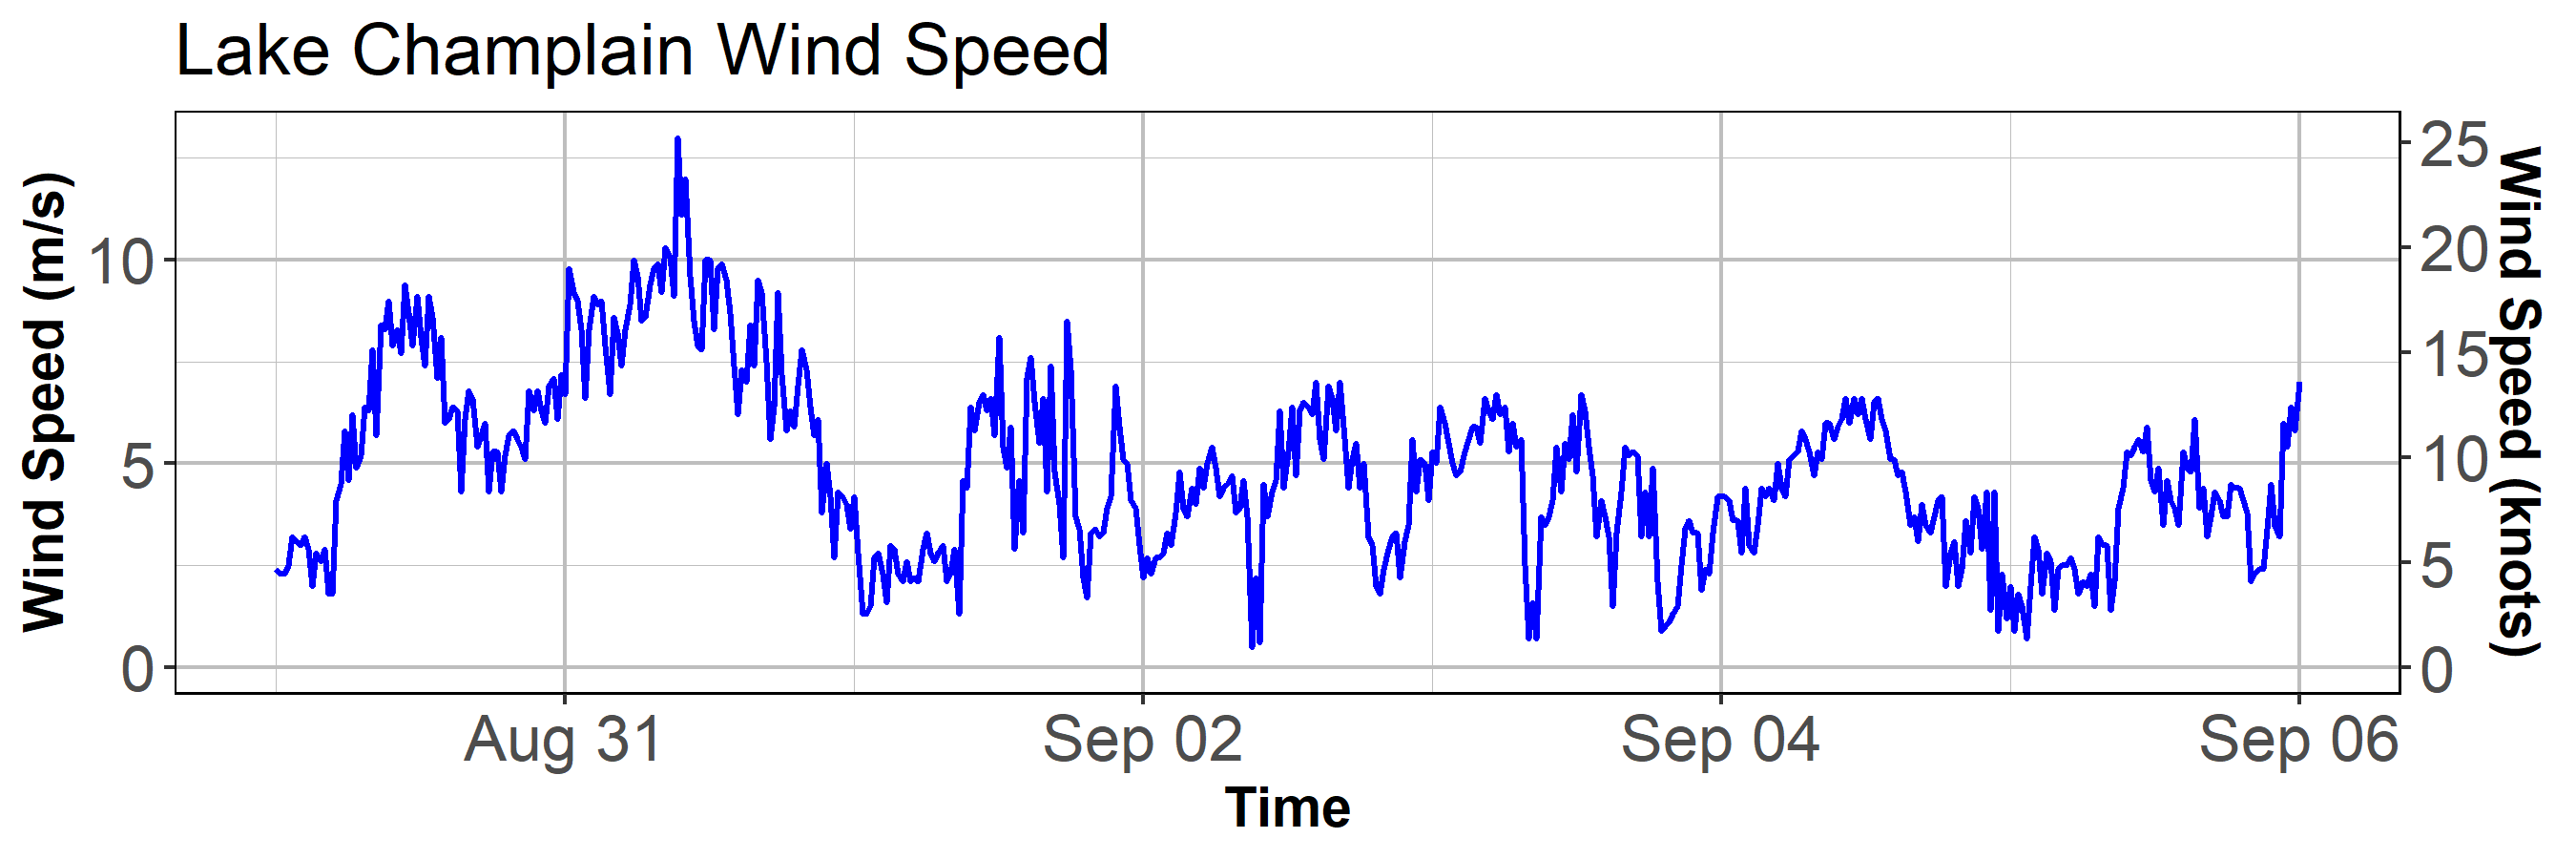 Lake Champlain Wind Speed
Wind Speed (m/s)
10
5
0
25
20
15
10
5
0
Wind Speed (knots)
Aug 31
Sep 02
Sep 04
Sep 06
Time